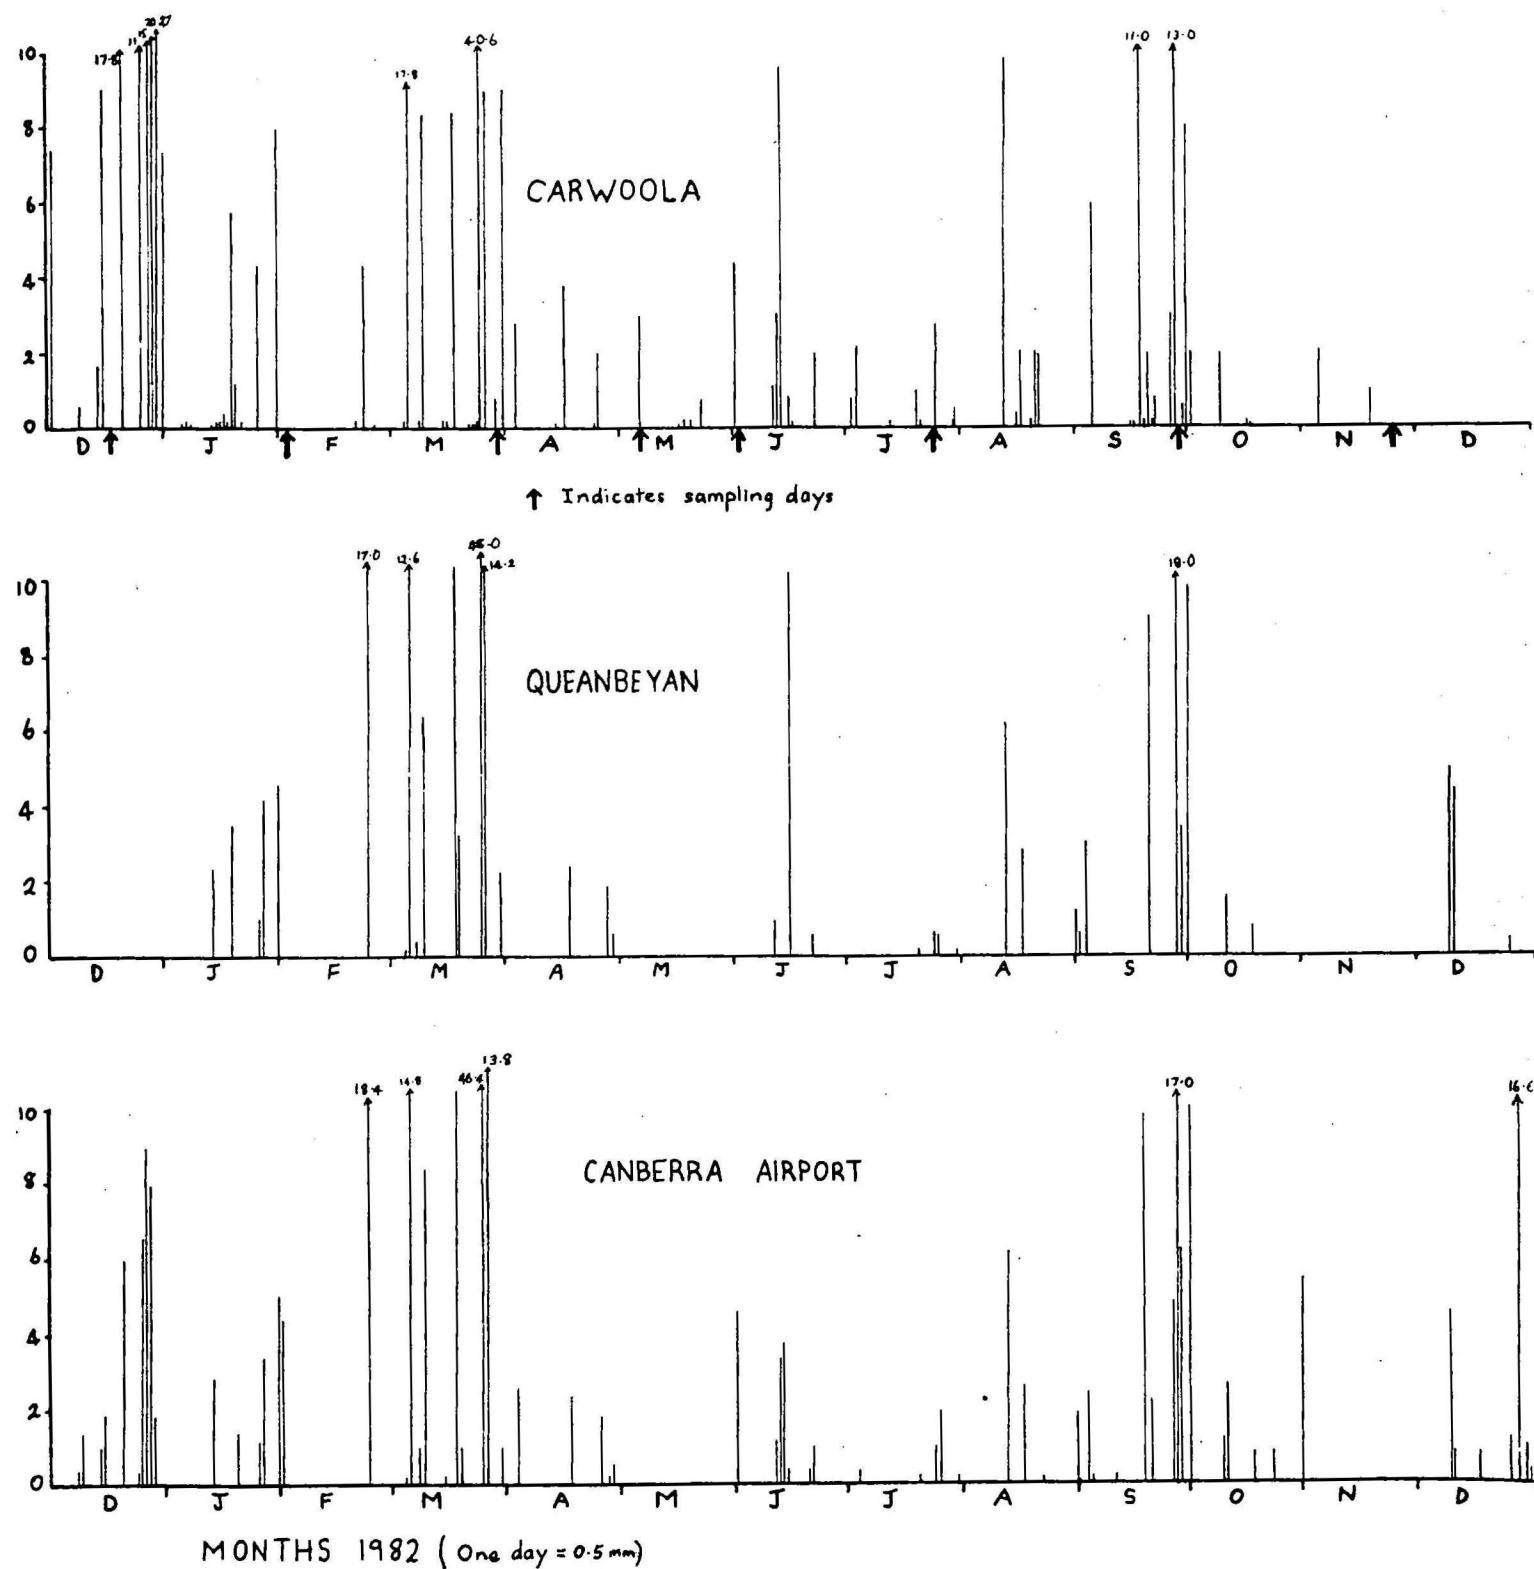 17.8 11 15 20 27 17.8 40.6 11.0 13.0
10
8
CARWOOLA
6
4
2
0
D J F M A M J J A S O N D
↑ Indicates sampling days
17.0 12.6 14.2 18.0
10
8
QUEANBEYAN
6
4
2
0
D J F M A M J J A S O N D
18.4 14.8 46.4 13.8 17.0
10
CANBERRA AIRPORT
8
6
4
2
0
D J F M A M J J A S O N D
MONTHS 1982 (One day = 0.5 mm)